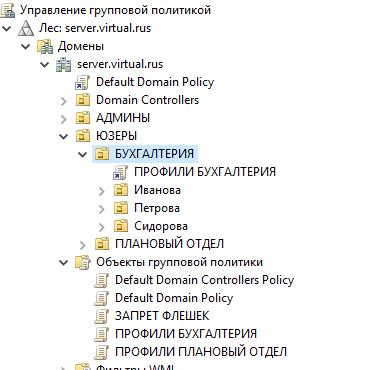 Управление групповой политикой
Лес: server.virtual.rus
Домены
server.virtual.rus
Default Domain Policy
Domain Controllers
АДМИНЫ
ЮЗЕРЫ
БУХГАЛТЕРИЯ
ПРОФИЛИ БУХГАЛТЕРИЯ
Иванова
Петрова
Сидорова
ПЛАНОВЫЙ ОТДЕЛ
Объекты групповой политики
Default Domain Controllers Policy
Default Domain Policy
ЗАПРЕТ ФЛЕШЕК
ПРОФИЛИ БУХГАЛТЕРИЯ
ПРОФИЛИ ПЛАНОВЫЙ ОТДЕЛ
Фильтры WMI